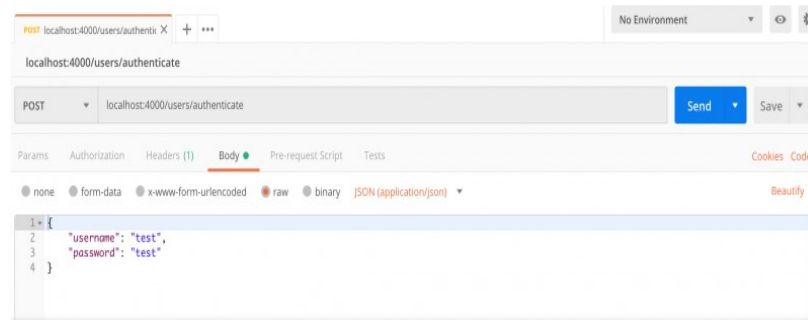 POST localhost:4000/users/authentic X + •••
No Environment
localhost:4000/users/authenticate
POST localhost:4000/users/authenticate Send Save
Params Authorization Headers (1) Body Pre-request Script Tests Cookies Code
none form-data x-www-form-urlencoded raw binary JSON (application/json) Beautify
1 {
2 "username": "test",
3 "password": "test"
4 }